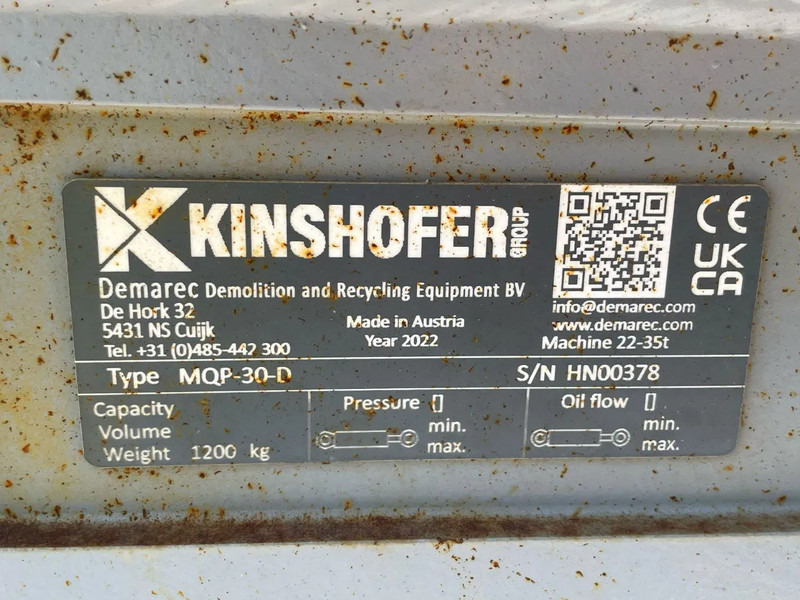 KINSHOFER GROUP
CE
UK
CA
Demarec Demolition and Recycling Equipment BV
De Hork 32
5431 NS Cuijk
Tel. +31 (0)485-442 300
Made in Austria
Year 2022
info@demarec.com
www.demarec.com
Machine 22-35t
Type MQP-30-D S/N HN00378
Capacity
Volume
Weight 1200 kg
Pressure []
min.
max.
Oil flow []
min.
max.